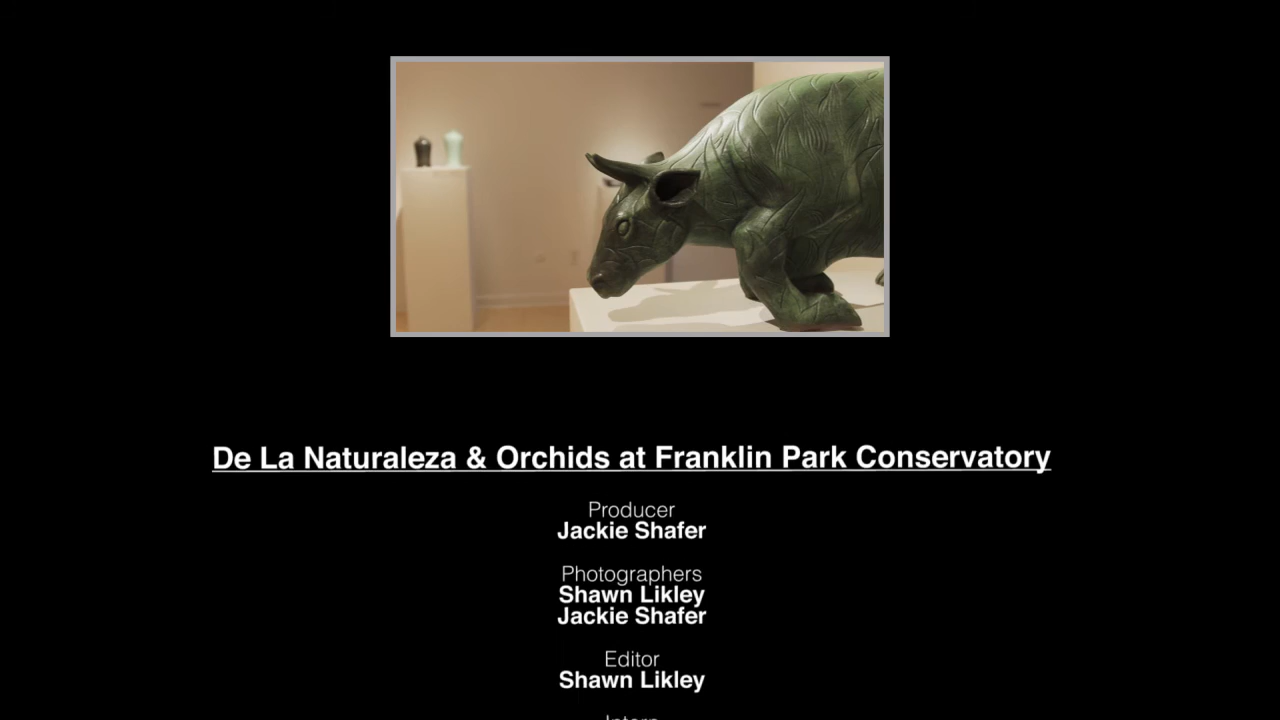 De La Naturaleza & Orchids at Franklin Park Conservatory
Producer
Jackie Shafer
Photographers
Shawn Likley
Jackie Shafer
Editor
Shawn Likley
Intern